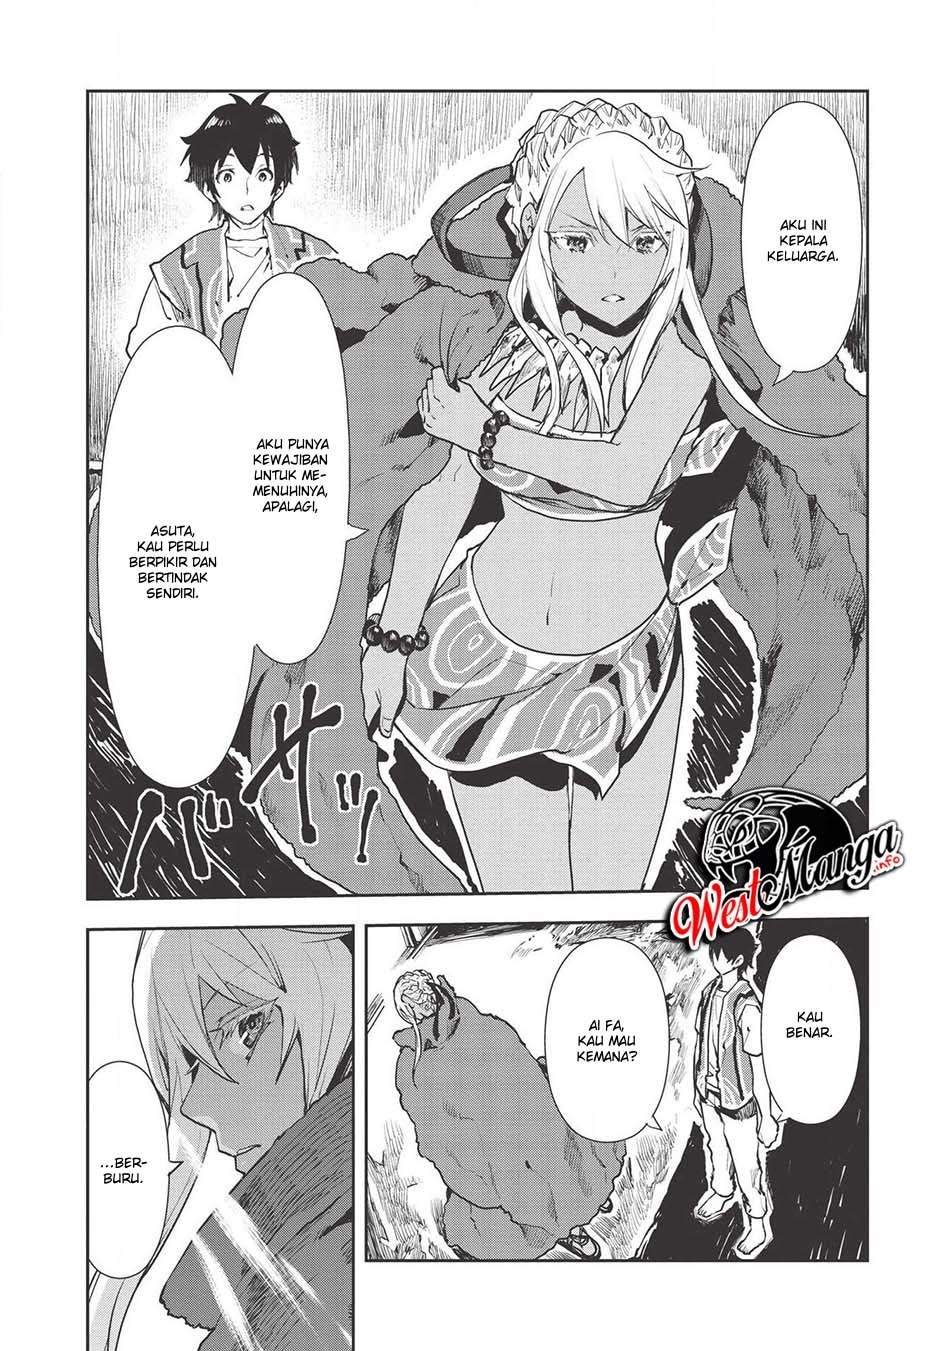 AKU INI
KEPALA
KELUARGA.
AKU PUNYA
KEWAJIBAN
UNTUK ME-
MENUHINYA,
APALAGI,
ASUTA,
KAU PERLU
BERPIKIR DAN
BERTINDAK
SENDIRI.
バサッ
WestManga
.info
KAU
BENAR.
AI FA,
KAU MAU
KEMANA?
...BER-
BURU.